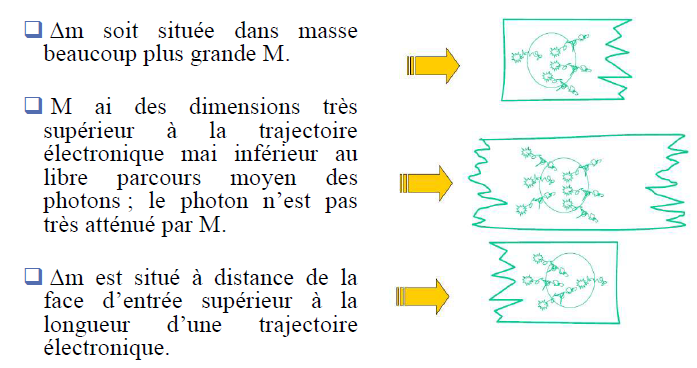 ❑ Δm soit située dans masse
beaucoup plus grande M.
❑ M ai des dimensions très
supérieur à la trajectoire
électronique mai inférieur au
libre parcours moyen des
photons ; le photon n’est pas
très atténué par M.
❑ Δm est situé à distance de la
face d’entrée supérieur à la
longueur d’une trajectoire
électronique.